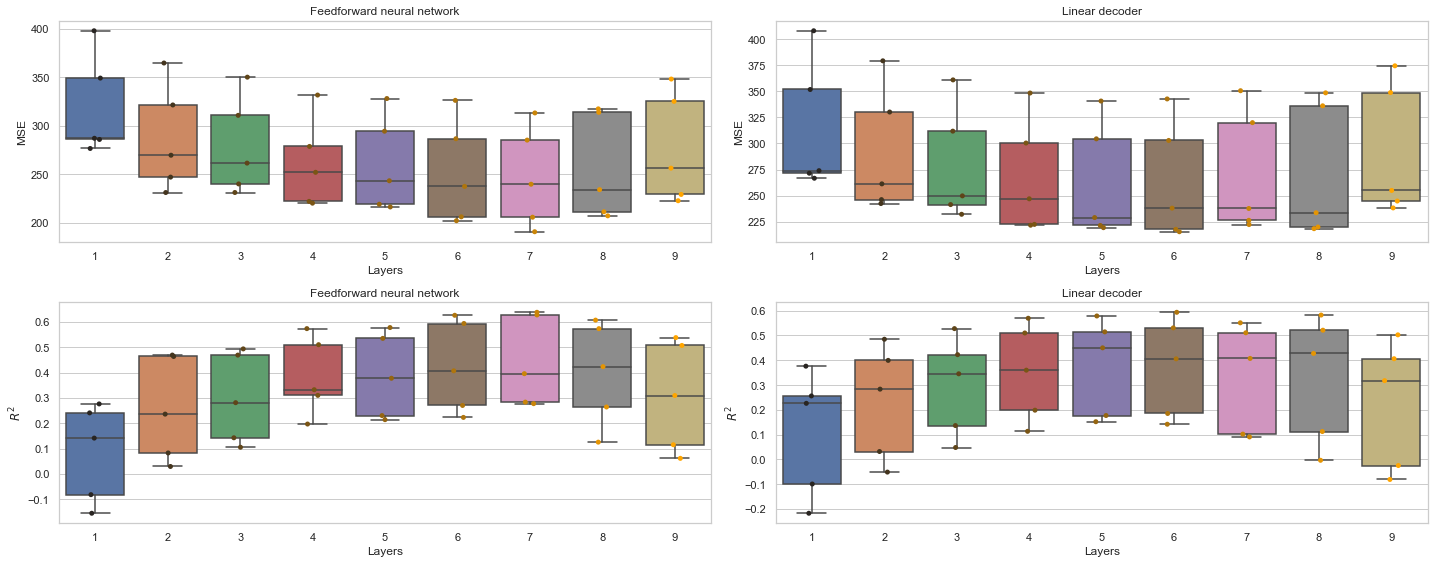 Feedforward neural network
MSE
400
350
300
250
200
1 2 3 4 5 6 7 8 9
Layers
Linear decoder
MSE
400
375
350
325
300
275
250
225
1 2 3 4 5 6 7 8 9
Layers
Feedforward neural network
R²
0.6
0.5
0.4
0.3
0.2
0.1
0.0
−0.1
1 2 3 4 5 6 7 8 9
Layers
Linear decoder
R²
0.6
0.5
0.4
0.3
0.2
0.1
0.0
−0.1
−0.2
1 2 3 4 5 6 7 8 9
Layers